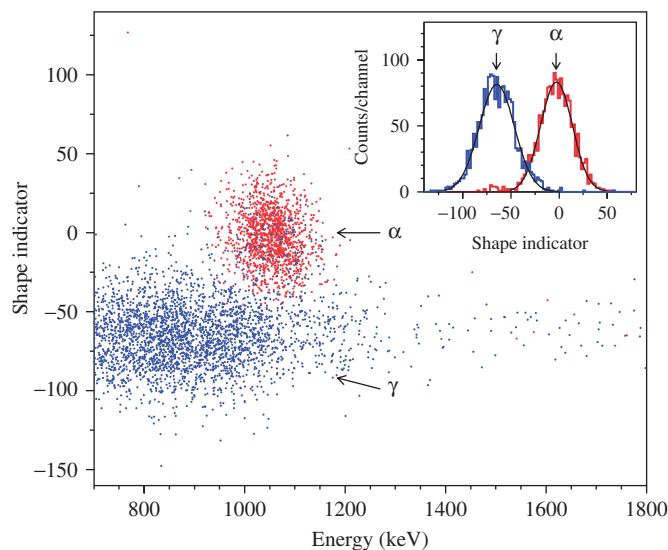 100
50
0
−50
−100
−150
Shape indicator
800
1000
1200
1400
1600
1800
Energy (keV)
α
γ
γ
α
100
50
0
Counts/channel
−100
−50
0
50
Shape indicator